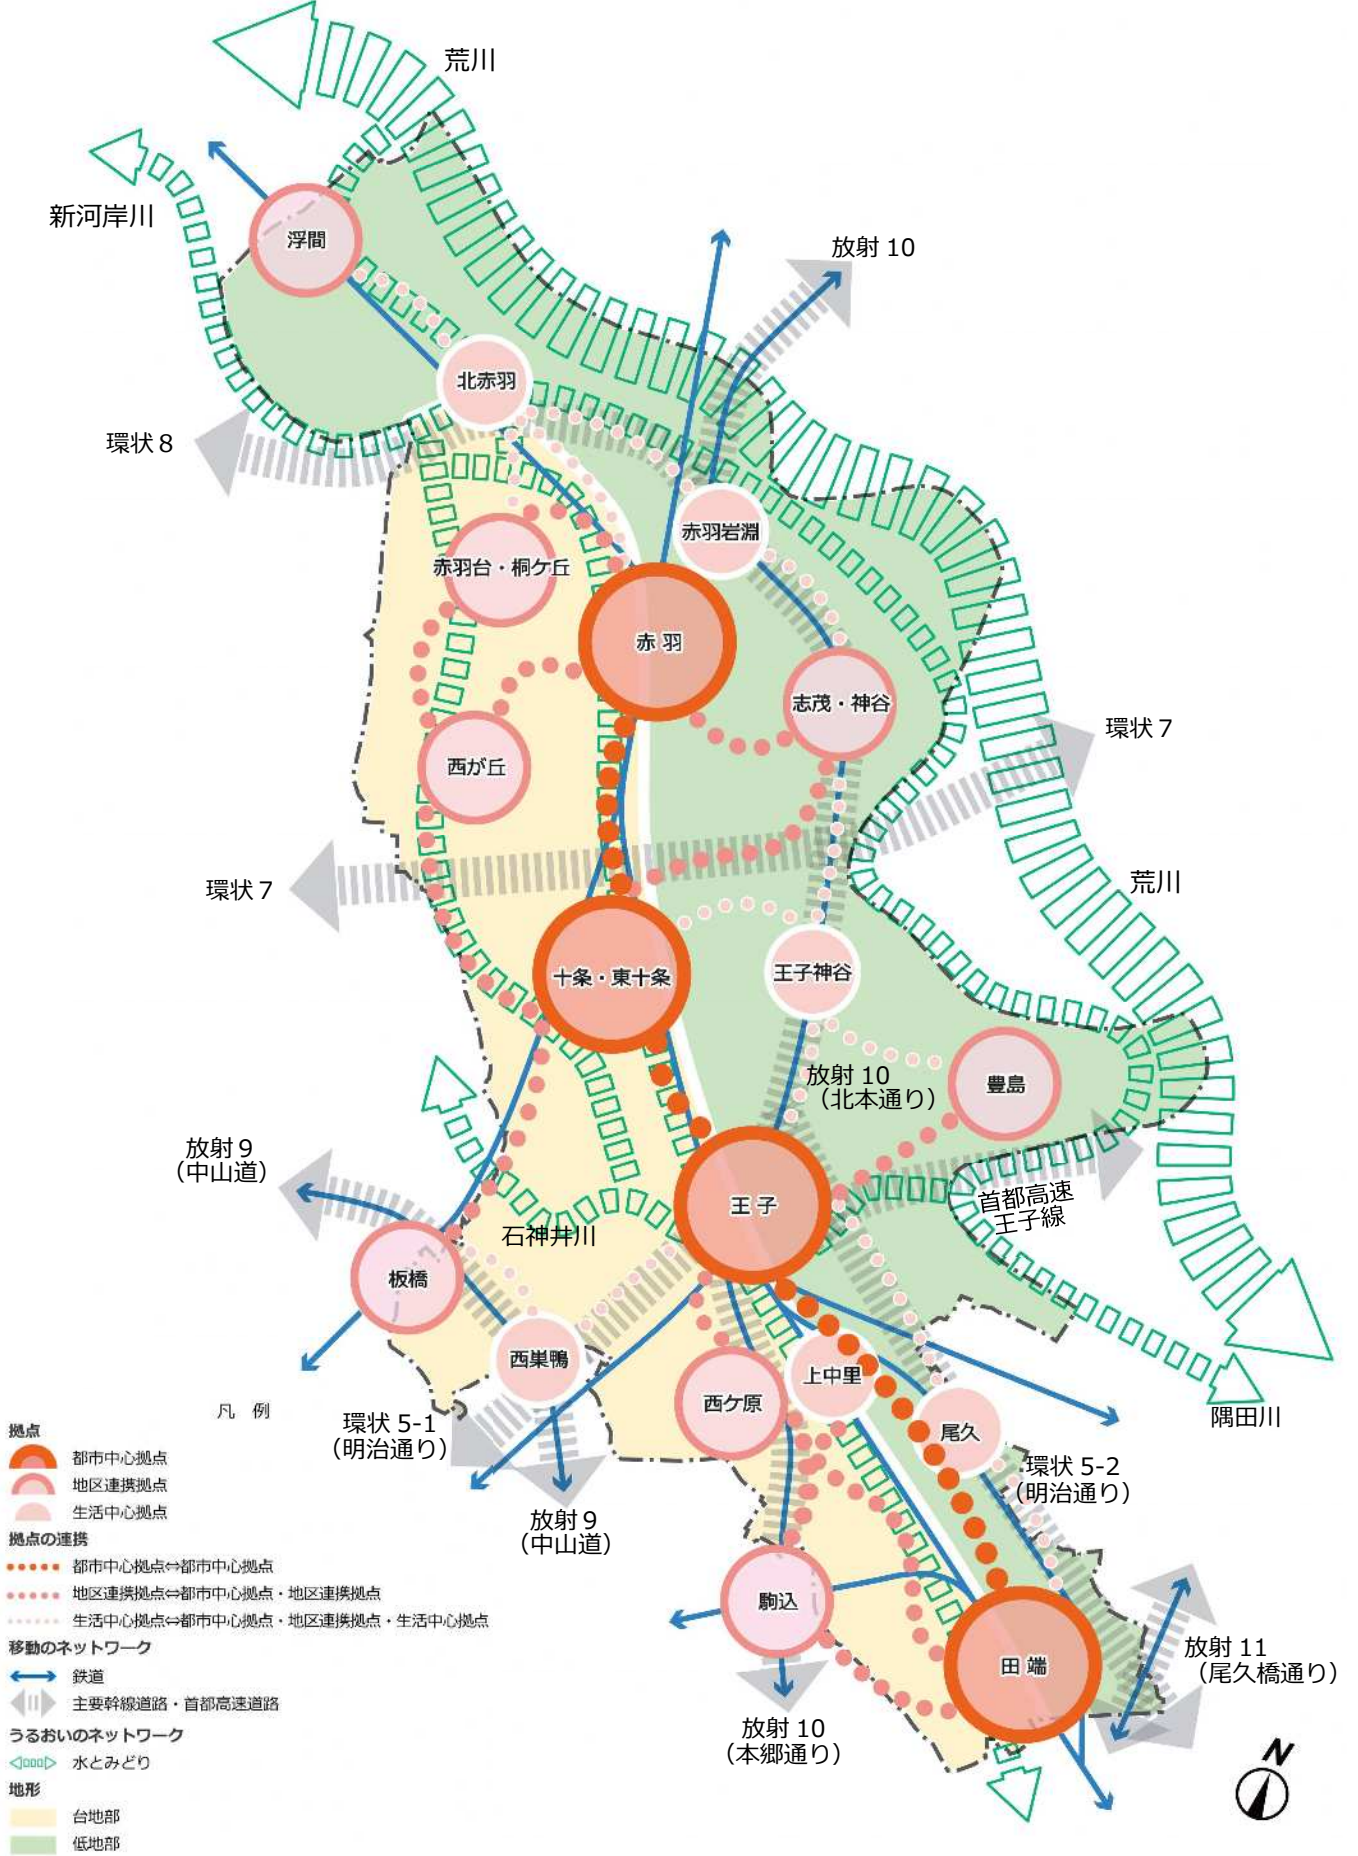 荒川
新河岸川
浮間
放射 10
北赤羽
環状８
赤羽岩淵
赤羽台・桐ケ丘
赤 羽
志茂・神谷
環状７
西が丘
環状７
荒川
十条・東十条
王子神谷
放射 10
（北本通り）
豊島
放射９
（中山道）
王 子
首都高速
王子線
石神井川
板橋
西巣鴨
上中里
西ケ原
尾久
隅田川
環状 5-1
（明治通り）
環状 5-2
（明治通り）
放射９
（中山道）
駒込
田 端
放射 11
（尾久橋通り）
放射 10
（本郷通り）
N
凡 例
拠点
都市中心拠点
地区連携拠点
生活中心拠点
拠点の連携
都市中心拠点⇔都市中心拠点
地区連携拠点⇔都市中心拠点・地区連携拠点
生活中心拠点⇔都市中心拠点・地区連携拠点・生活中心拠点
移動のネットワーク
鉄道
主要幹線道路・首都高速道路
うるおいのネットワーク
水とみどり
地形
台地部
低地部